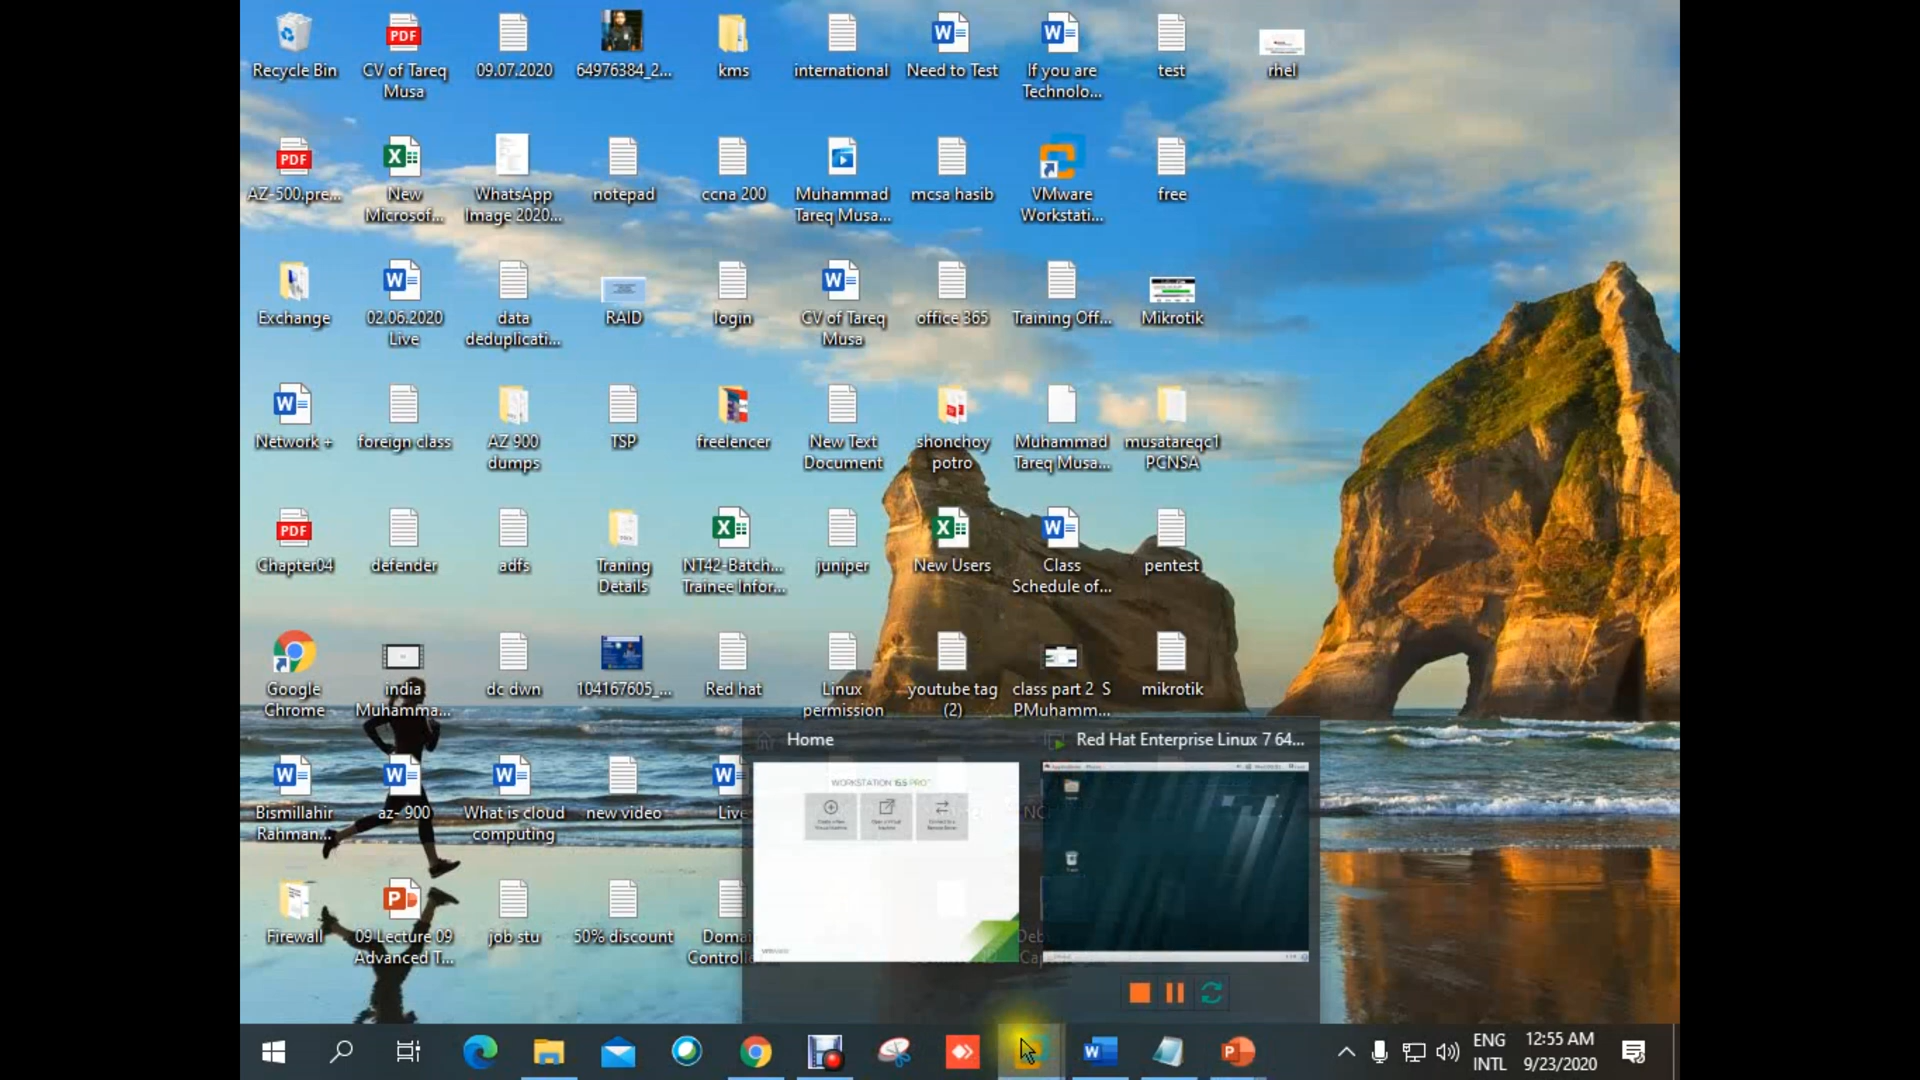 Recycle Bin
CV of Tareq
Musa
09.07.2020
64976384_2...
kms
international
Need to Test
If you are
Technolo...
test
rhel
AZ-500.pre...
New
Microsof...
WhatsApp
Image 2020...
notepad
ccna 200
Muhammad
Tareq Musa...
mcsa hasib
VMware
Workstati...
free
Exchange
02.06.2020
Live
data
deduplicati...
RAID
login
CV of Tareq
Musa
office 365
Training Off...
Mikrotik
Network +
foreign class
AZ 900
dumps
TSP
freelencer
New Text
Document
shonchoy
potro
Muhammad
Tareq Musa...
musatareqc1
PCNSA
Chapter04
defender
adfs
Traning
Details
NT42-Batch...
Trainee Infor...
juniper
New Users
Class
Schedule of...
pentest
Google
Chrome
india
Muhamma...
dc dwn
104167605_...
Red hat
Linux
permission
youtube tag
(2)
class part 2 S
PMuhamm...
mikrotik
Home
Red Hat Enterprise Linux 7 64...
WORKSTATION 15.5 PRO™
Bismillahir
Rahman...
az- 900
What is cloud
computing
new video
Live
Firewall
09 Lecture 09
Advanced T...
job stu
50% discount
Domai
Controlle
ENG
INTL
12:55 AM
9/23/2020